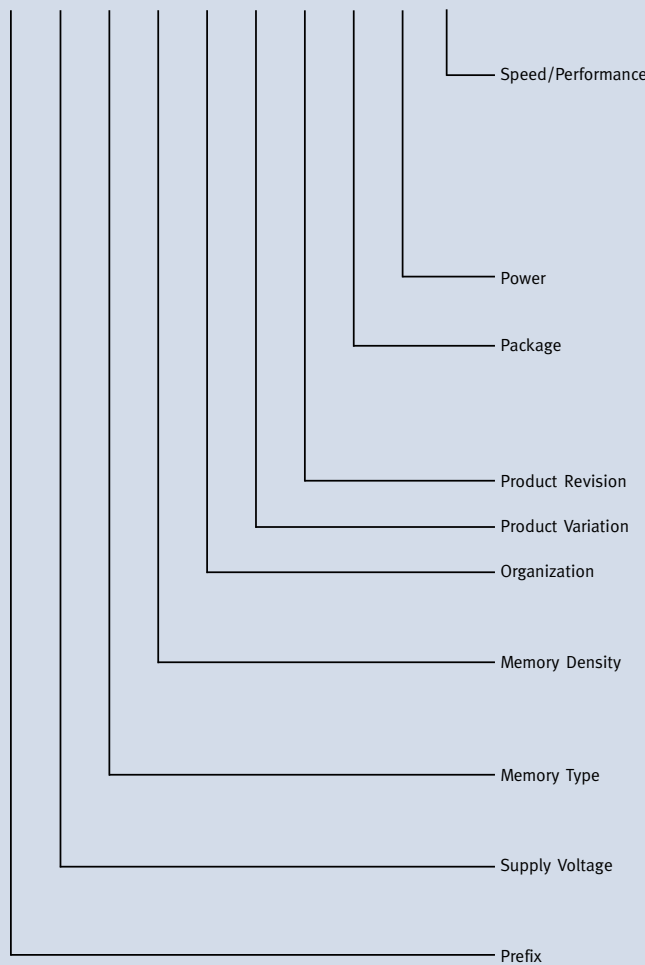 Speed/Performance
Power
Package
Product Revision
Product Variation
Organization
Memory Density
Memory Type
Supply Voltage
Prefix